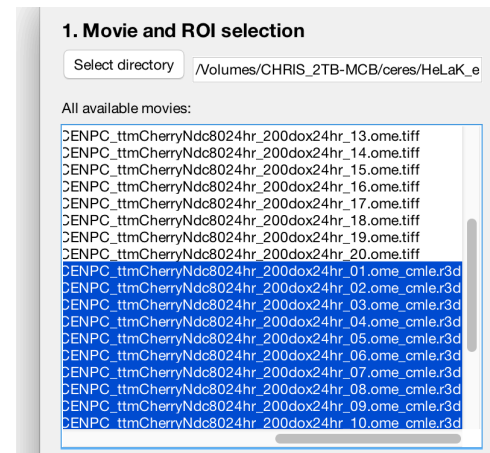 1. Movie and ROI selection
Select directory
/Volumes/CHRIS_2TB-MCB/ceres/HeLaK_e
All available movies:
CENPC_ttmCherryNdc8024hr_200dox24hr_13.ome.tiff
CENPC_ttmCherryNdc8024hr_200dox24hr_14.ome.tiff
CENPC_ttmCherryNdc8024hr_200dox24hr_15.ome.tiff
CENPC_ttmCherryNdc8024hr_200dox24hr_16.ome.tiff
CENPC_ttmCherryNdc8024hr_200dox24hr_17.ome.tiff
CENPC_ttmCherryNdc8024hr_200dox24hr_18.ome.tiff
CENPC_ttmCherryNdc8024hr_200dox24hr_19.ome.tiff
CENPC_ttmCherryNdc8024hr_200dox24hr_20.ome.tiff
CENPC_ttmCherryNdc8024hr_200dox24hr_01.ome_cmle.r3d
CENPC_ttmCherryNdc8024hr_200dox24hr_02.ome_cmle.r3d
CENPC_ttmCherryNdc8024hr_200dox24hr_03.ome_cmle.r3d
CENPC_ttmCherryNdc8024hr_200dox24hr_04.ome_cmle.r3d
CENPC_ttmCherryNdc8024hr_200dox24hr_05.ome_cmle.r3d
CENPC_ttmCherryNdc8024hr_200dox24hr_06.ome_cmle.r3d
CENPC_ttmCherryNdc8024hr_200dox24hr_07.ome_cmle.r3d
CENPC_ttmCherryNdc8024hr_200dox24hr_08.ome_cmle.r3d
CENPC_ttmCherryNdc8024hr_200dox24hr_09.ome_cmle.r3d
CENPC_ttmCherryNdc8024hr_200dox24hr_10.ome_cmle.r3d